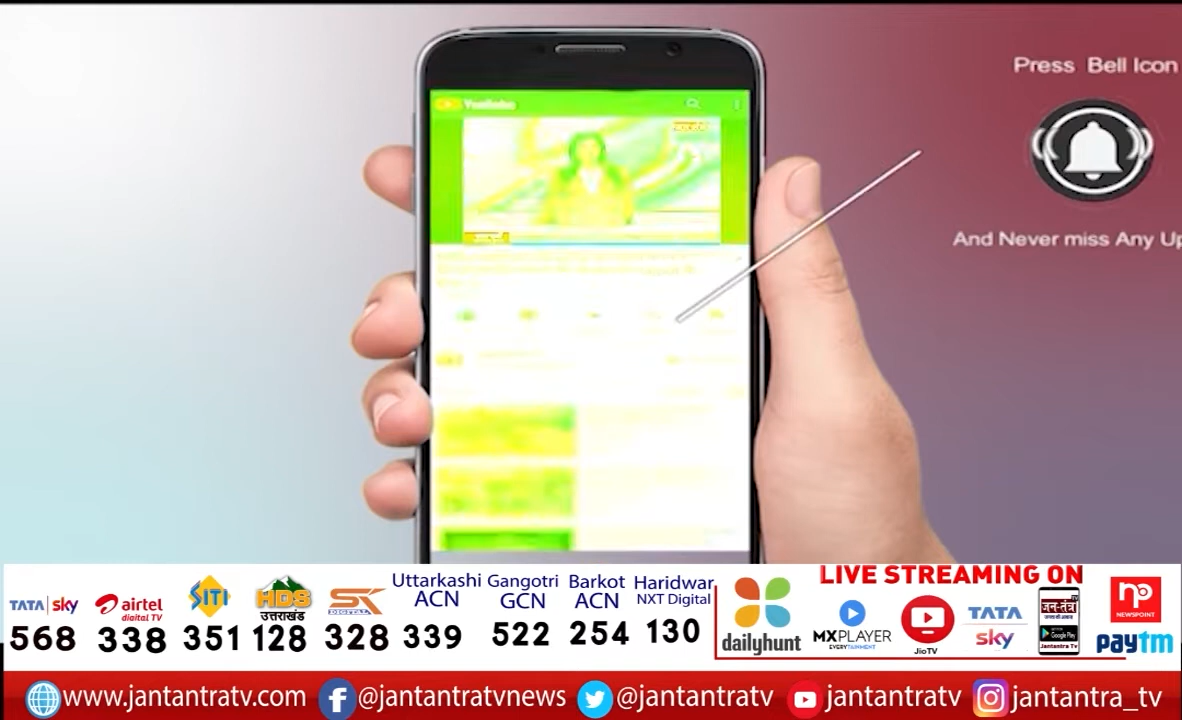 Press Bell Icon
And Never miss Any Up
TATA sky
airtel
digital TV
SITI
HDS
उत्तराखंड
SK
DIGITAL
Uttarkashi
ACN
Gangotri
GCN
Barkot
ACN
Haridwar
NXT Digital
568
338
351
128
328
339
522
254
130
LIVE STREAMING ON
dailyhunt
MXPLAYER
EVERYTAINMENT
JioTV
TATA
sky
जन-तंत्र
Google Play
Jantantra Tv
np
NEWSPOINT
paytm
www.jantantratv.com
@jantantratvnews
@jantantratv
jantantratv
jantantra_tv